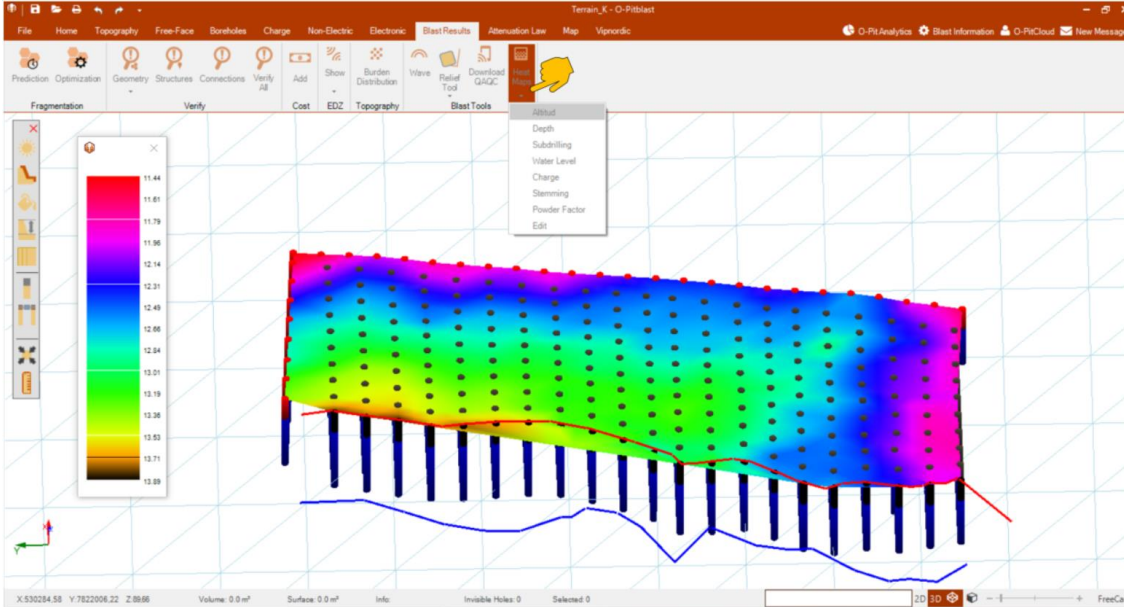 Terrain_K - O-Pitblast
File Home Topography Free-Face Boreholes Charge Non-Electric Electronic Blast Results Attenuation Law Map Vipnordic O-Pit Analytics Blast Information O-PitCloud New Message
Prediction Optimization Geometry Structures Connections Verify All Add Show Burden Distribution Wave Relief Tool Download QAQC Heat Maps
Fragmentation Verify Cost EDZ Topography Blast Tools
Altitud
Depth
Subdrilling
Water Level
Charge
Stemming
Powder Factor
Edit
11.44
11.61
11.79
11.96
12.14
12.31
12.49
12.66
12.84
13.01
13.19
13.36
13.53
13.71
13.89
Y
X:530284,58 Y:7822006,22 Z:89,66 Volume: 0.0 m³ Surface: 0.0 m² Info: Invisible Holes: 0 Selected: 0 2D 3D FreeCa